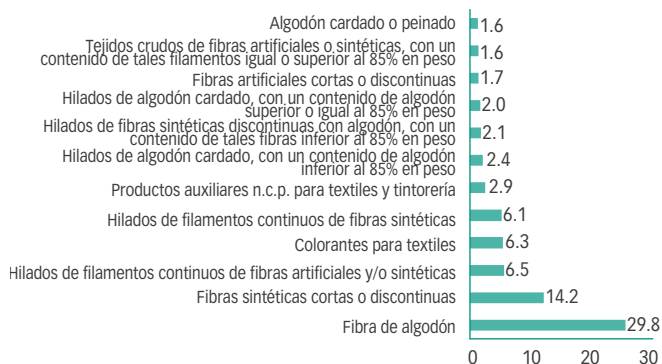 Algodón cardado o peinado
1.6
Tejidos crudos de fibras artificiales o sintéticas, con un
contenido de tales filamentos igual o superior al 85% en peso
1.6
Fibras artificiales cortas o discontinuas
1.7
Hilados de algodón cardado, con un contenido de algodón
superior o igual al 85% en peso
2.0
Hilados de fibras sintéticas discontinuas con algodón, con un
contenido de tales fibras inferior al 85% en peso
2.1
Hilados de algodón cardado, con un contenido de algodón
inferior al 85% en peso
2.4
Productos auxiliares n.c.p. para textiles y tintorería
2.9
Hilados de filamentos continuos de fibras sintéticas
6.1
Colorantes para textiles
6.3
Hilados de filamentos continuos de fibras artificiales y/o sintéticas
6.5
Fibras sintéticas cortas o discontinuas
14.2
Fibra de algodón
29.8
0 10 20 30